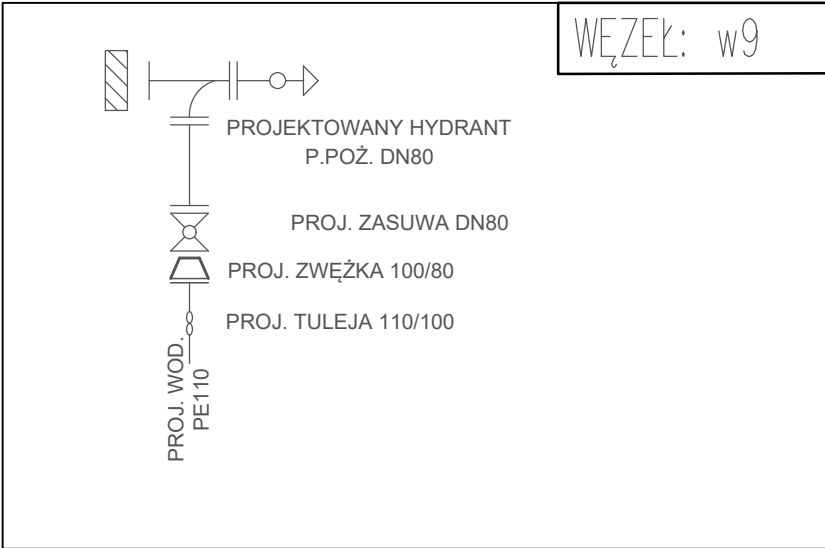 WĘZEŁ: w9
PROJEKTOWANY HYDRANT
P.POŻ. DN80
PROJ. ZASUWA DN80
PROJ. ZWĘŻKA 100/80
PROJ. TULEJA 110/100
PROJ. WOD.
PE110